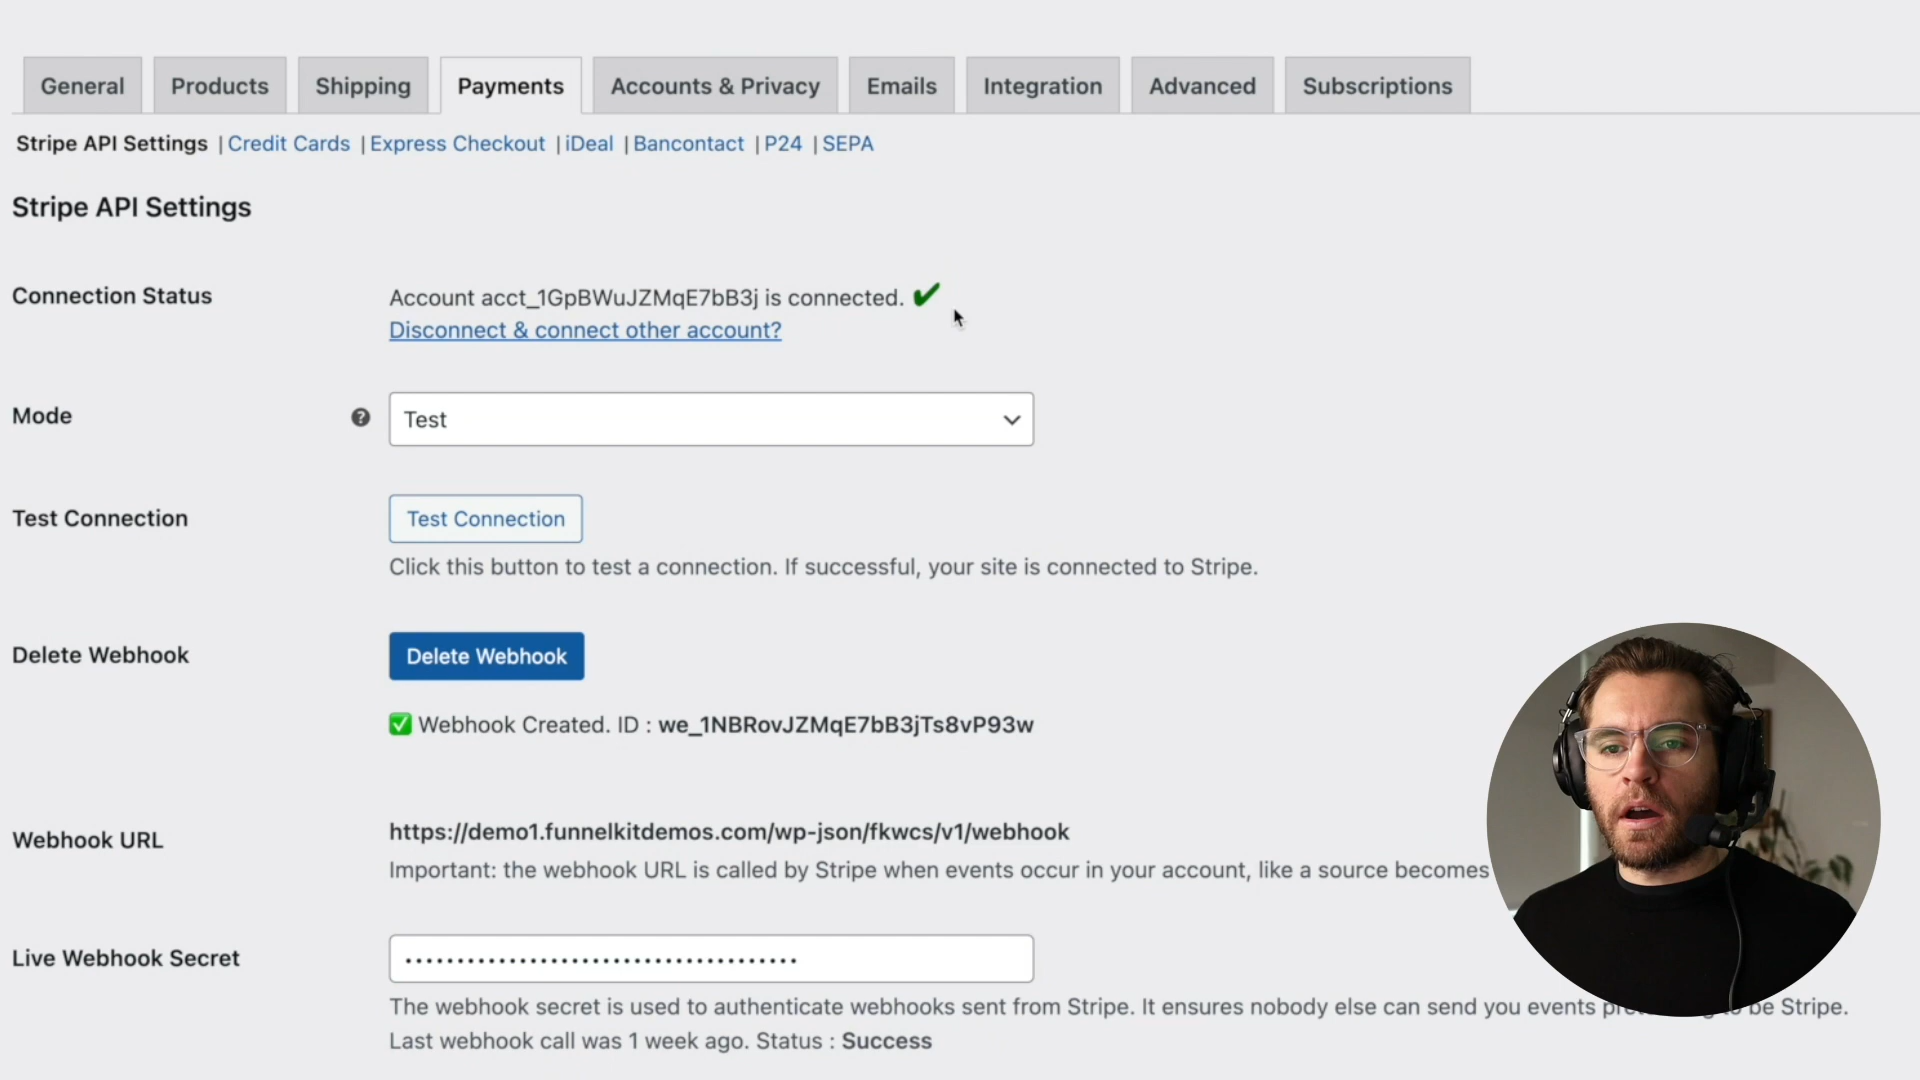 General Products Shipping Payments Accounts & Privacy Emails Integration Advanced Subscriptions
Stripe API Settings | Credit Cards | Express Checkout | iDeal | Bancontact | P24 | SEPA
Stripe API Settings
Connection Status
Account acct_1GpBWuJZMqE7bB3j is connected.
Disconnect & connect other account?
Mode
?
Test
Test Connection
Test Connection
Click this button to test a connection. If successful, your site is connected to Stripe.
Delete Webhook
Delete Webhook
Webhook Created. ID : we_1NBRovJZMqE7bB3jTs8vP93w
Webhook URL
https://demo1.funnelkitdemos.com/wp-json/fkwcs/v1/webhook
Important: the webhook URL is called by Stripe when events occur in your account, like a source becomes
Live Webhook Secret
The webhook secret is used to authenticate webhooks sent from Stripe. It ensures nobody else can send you events be Stripe.
Last webhook call was 1 week ago. Status : Success